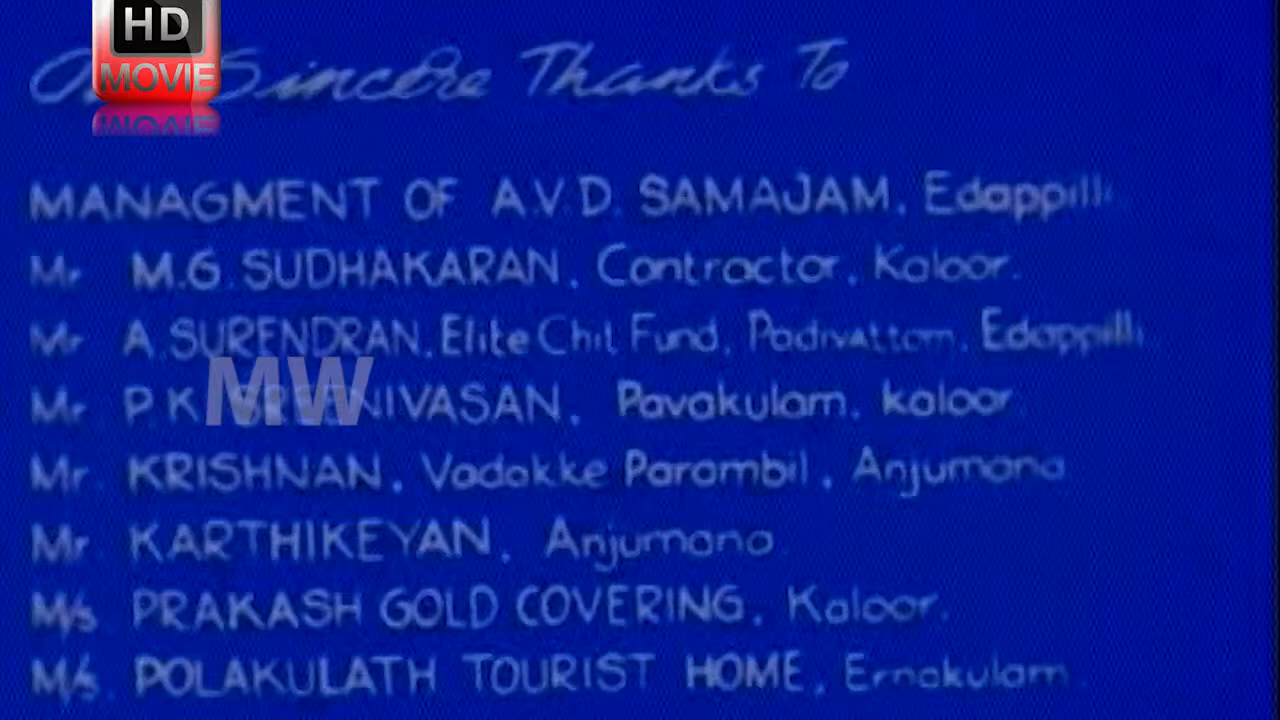 HD
MOVIE
Our Sincere Thanks To
MANAGMENT OF A.V.D. SAMAJAM, Edappilli
Mr M.G. SUDHAKARAN, Contractor, Kaloor.
Mr A. SURENDRAN, Elite Chit Fund, Padivattom, Edappilli
MW
Mr P.K. SREENIVASAN, Pavakulam, kaloor.
Mr. KRISHNAN, Vadakke Parambil, Anjumana
Mr KARTHIKEYAN, Anjumana
M/s PRAKASH GOLD COVERING, Kaloor.
M/s. POLAKULATH TOURIST HOME, Ernakulam.